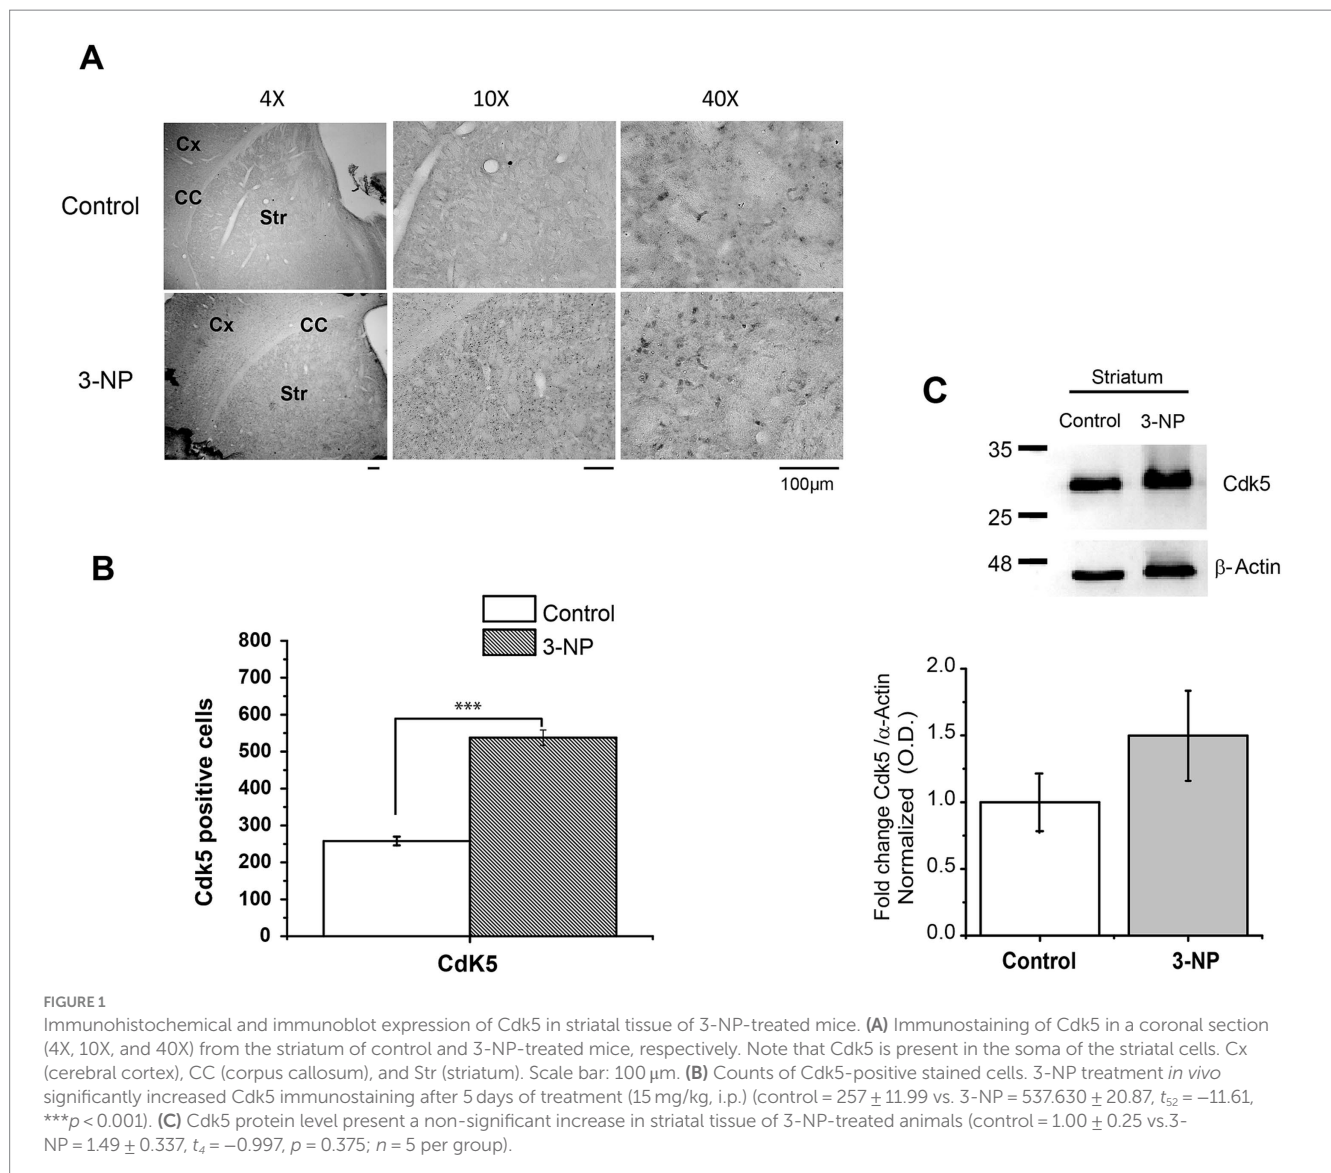 A
4X 10X 40X
Control
Cx
CC
Str
3-NP
Cx
CC
Str
100µm
B
Control
3-NP
800
700
600
500
400
300
200
100
0
Cdk5 positive cells
***
CdK5
C
Striatum
Control 3-NP
35
25
Cdk5
48
β-Actin
Fold change Cdk5 /α-Actin
Normalized (O.D.)
2.0
1.5
1.0
0.5
0.0
Control 3-NP
FIGURE 1
Immunohistochemical and immunoblot expression of Cdk5 in striatal tissue of 3-NP-treated mice. (A) Immunostaining of Cdk5 in a coronal section
(4X, 10X, and 40X) from the striatum of control and 3-NP-treated mice, respectively. Note that Cdk5 is present in the soma of the striatal cells. Cx
(cerebral cortex), CC (corpus callosum), and Str (striatum). Scale bar: 100 μm. (B) Counts of Cdk5-positive stained cells. 3-NP treatment in vivo
significantly increased Cdk5 immunostaining after 5 days of treatment (15 mg/kg, i.p.) (control = 257 ± 11.99 vs. 3-NP = 537.630 ± 20.87, t52 = −11.61,
***p < 0.001). (C) Cdk5 protein level present a non-significant increase in striatal tissue of 3-NP-treated animals (control = 1.00 ± 0.25 vs.3-
NP = 1.49 ± 0.337, t4 = −0.997, p = 0.375; n = 5 per group).